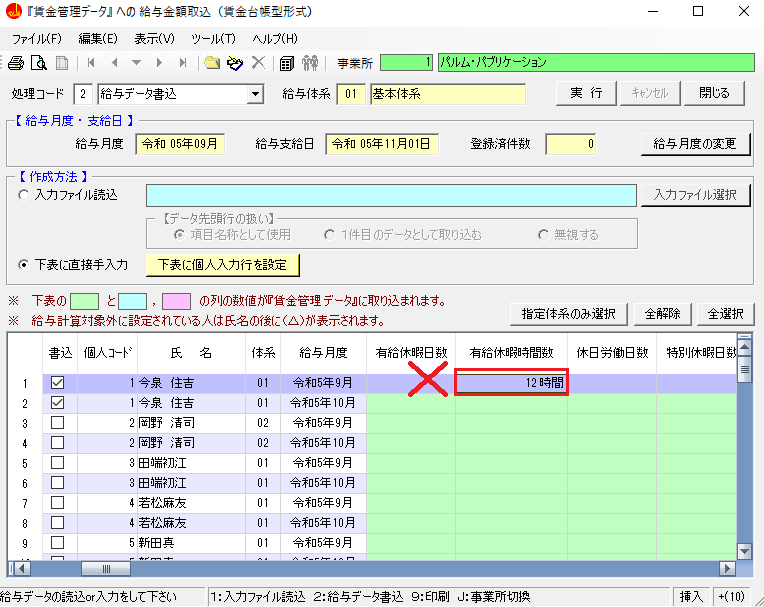 『賃金管理データ』への 給与金額取込 （賃金台帳型形式）
ファイル(F) 編集(E) 表示(V) ツール(T) ヘルプ(H)
事業所 1 パルム・パブリケーション
処理コード 2 給与データ書込 給与体系 01 基本体系 実 行 キャンセル 閉じる
【 給与月度・支給日 】
給与月度 令和 05年09月 給与支給日 令和 05年11月01日 登録済件数 0 給与月度の変更
【 作成方法 】
入力ファイル読込 入力ファイル選択
【データ先頭行の扱い】
項目名称として使用 1件目のデータとして取り込む 無視する
下表に直接手入力 下表に個人入力行を設定
※ 下表の と , の列の数値が『賃金管理データ』に取り込まれます。
※ 給与計算対象外に設定されている人は氏名の後に(△)が表示されます。
指定体系のみ選択 全解除 全選択
書込 個人コード 氏 名 体系 給与月度 有給休暇日数 有給休暇時間数 休日労働日数 特別休暇日数
1 1 今泉 住吉 01 令和5年9月 12 時間
2 1 今泉 住吉 01 令和5年10月
3 2 岡野 清司 02 令和5年9月
4 2 岡野 清司 02 令和5年10月
5 3 田端初江 01 令和5年9月
6 3 田端初江 01 令和5年10月
7 4 若松麻友 01 令和5年9月
8 4 若松麻友 01 令和5年10月
9 5 新田真 01 令和5年9月
給与データの読込or入力をして下さい 1:入力ファイル読込 2:給与データ書込 9:印刷 J:事業所切換 挿入 +(10)